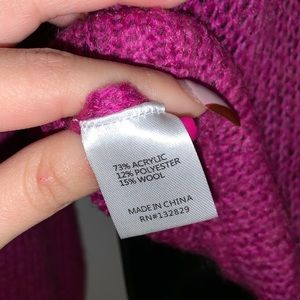 73% ACRYLIC
12% POLYESTER
15% WOOL
MADE IN CHINA
RN#132829